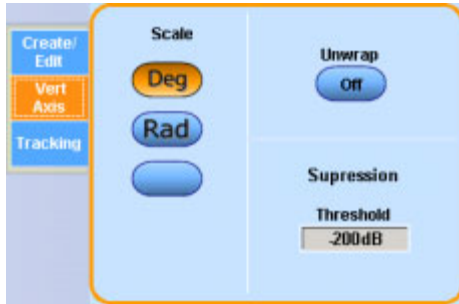 Create/
Edit
Vert
Axis
Tracking
Scale
Deg
Rad
Unwrap
Off
Supression
Threshold
-200dB